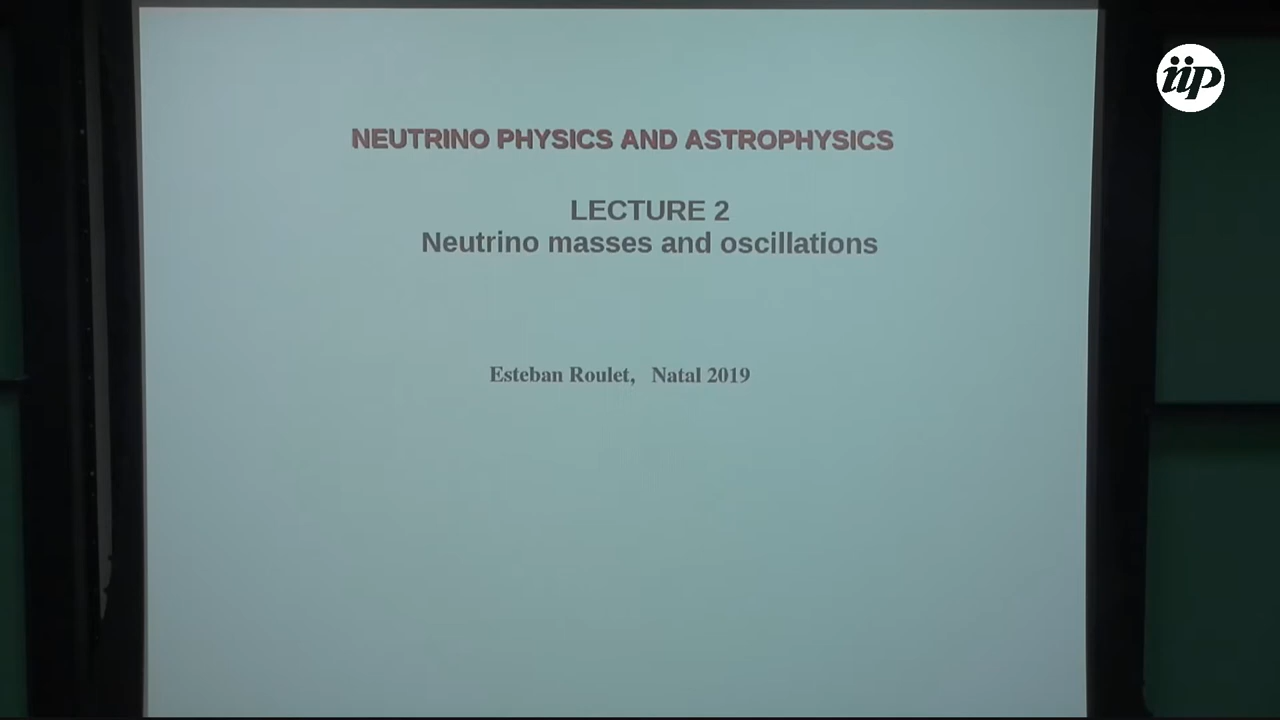 iip
NEUTRINO PHYSICS AND ASTROPHYSICS
LECTURE 2
Neutrino masses and oscillations
Esteban Roulet, Natal 2019